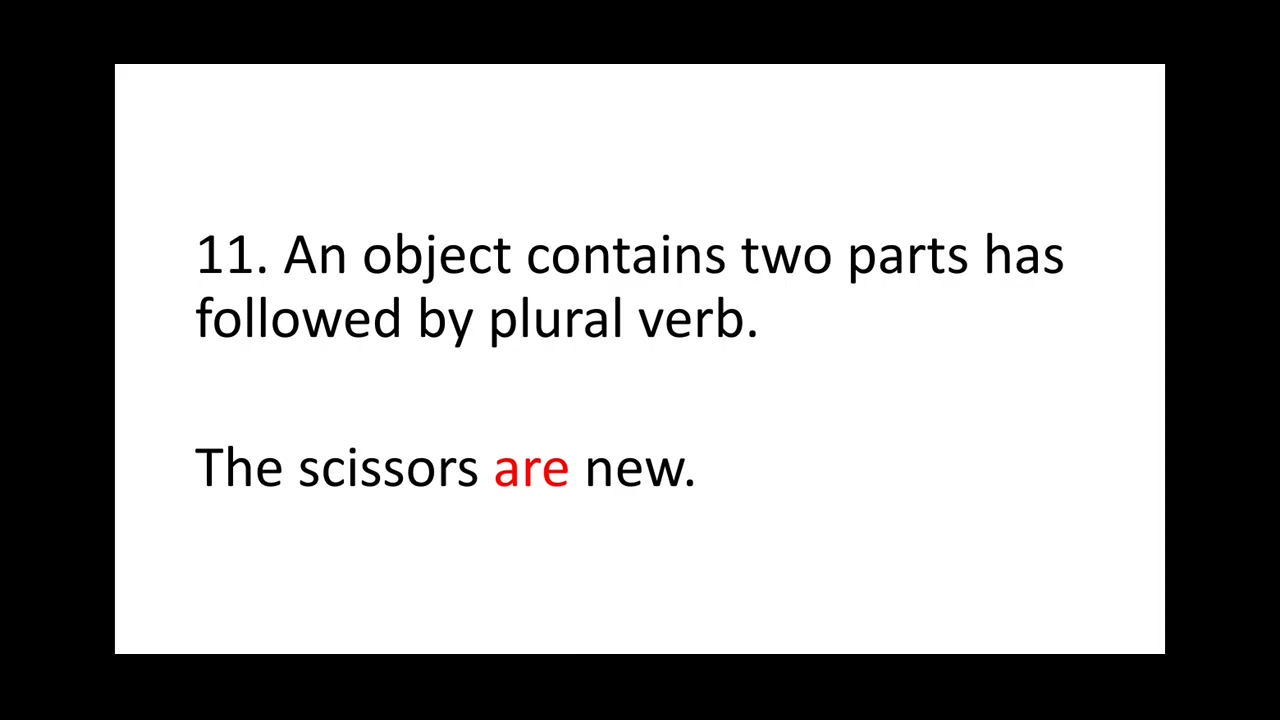 11. An object contains two parts has
followed by plural verb.
The scissors are new.